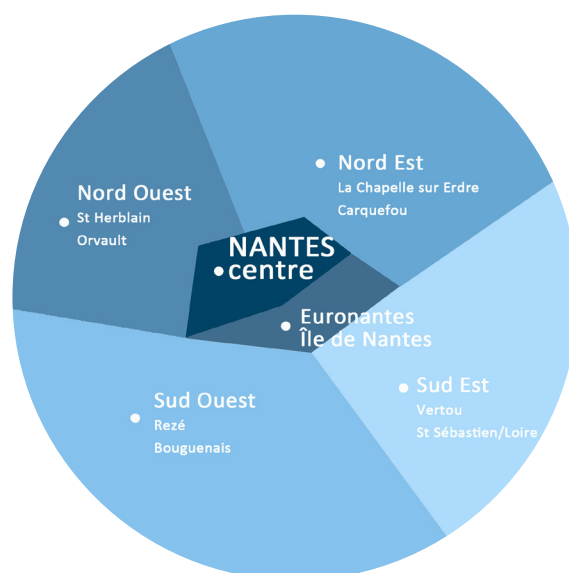 Nord Est
La Chapelle sur Erdre
Carquefou
Nord Ouest
St Herblain
Orvault
NANTES
centre
Euronantes
Île de Nantes
Sud Est
Vertou
St Sébastien/Loire
Sud Ouest
Rezé
Bouguenais